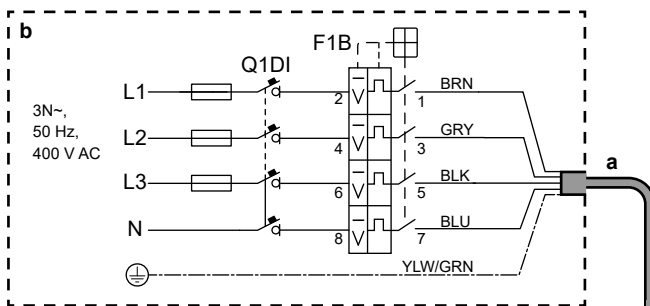 b
F1B
Q1DI
L1
2
1
BRN
3N~,
50 Hz,
400 V AC
L2
4
3
GRY
L3
6
5
BLK
a
N
8
7
BLU
YLW/GRN